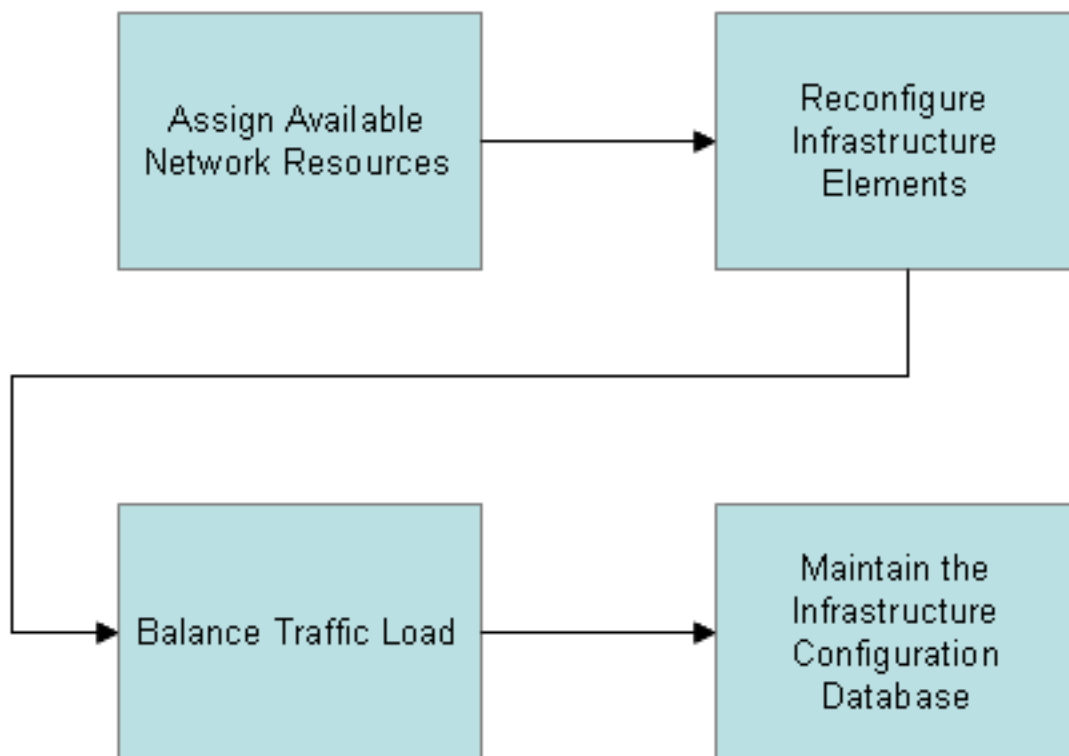 Assign Available
Network Resources
Reconfigure
Infrastructure
Elements
Balance Traffic Load
Maintain the
Infrastructure
Configuration
Database